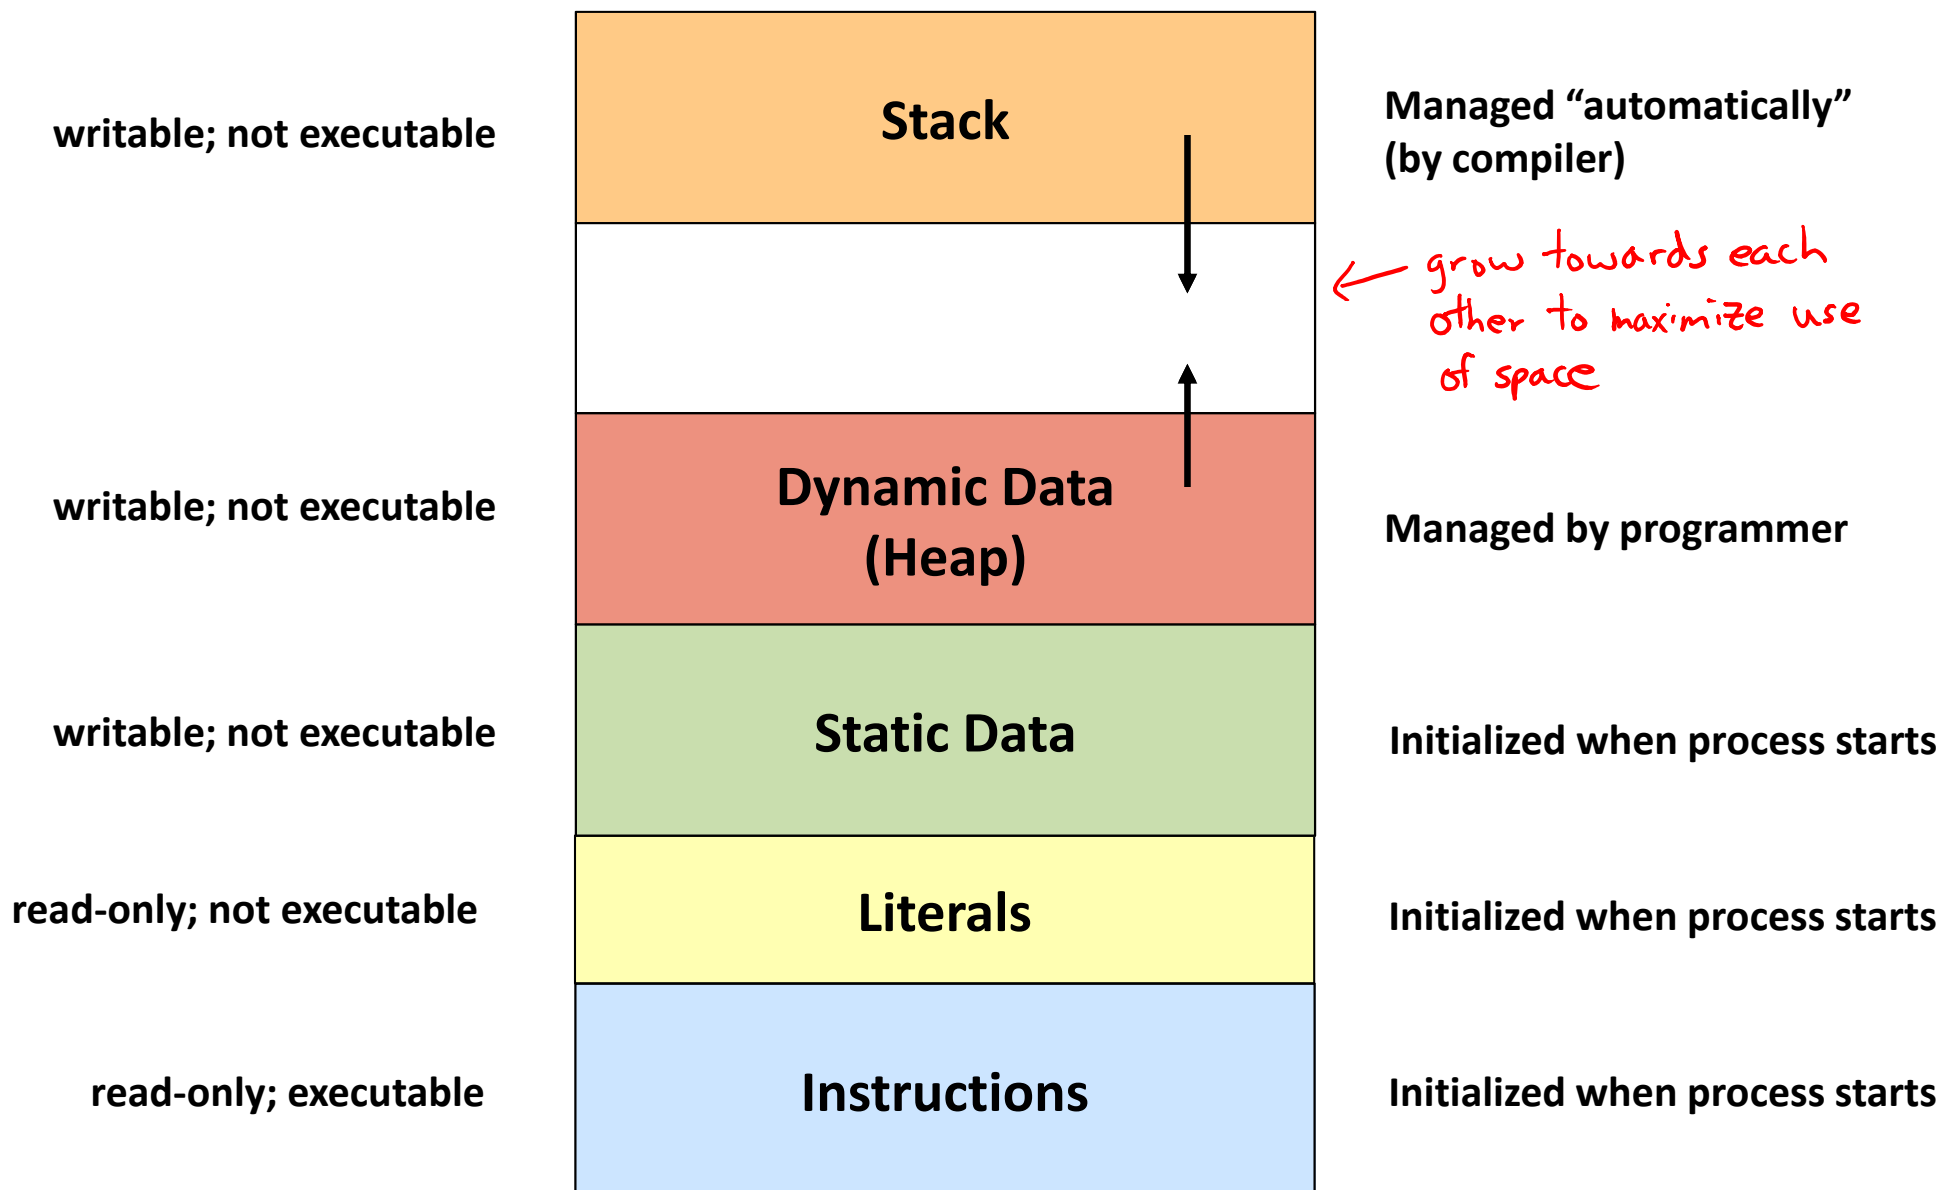 writable; not executable
Stack
Managed “automatically”
(by compiler)
grow towards each
other to maximize use
of space
writable; not executable
Dynamic Data
(Heap)
Managed by programmer
writable; not executable
Static Data
Initialized when process starts
read-only; not executable
Literals
Initialized when process starts
read-only; executable
Instructions
Initialized when process starts